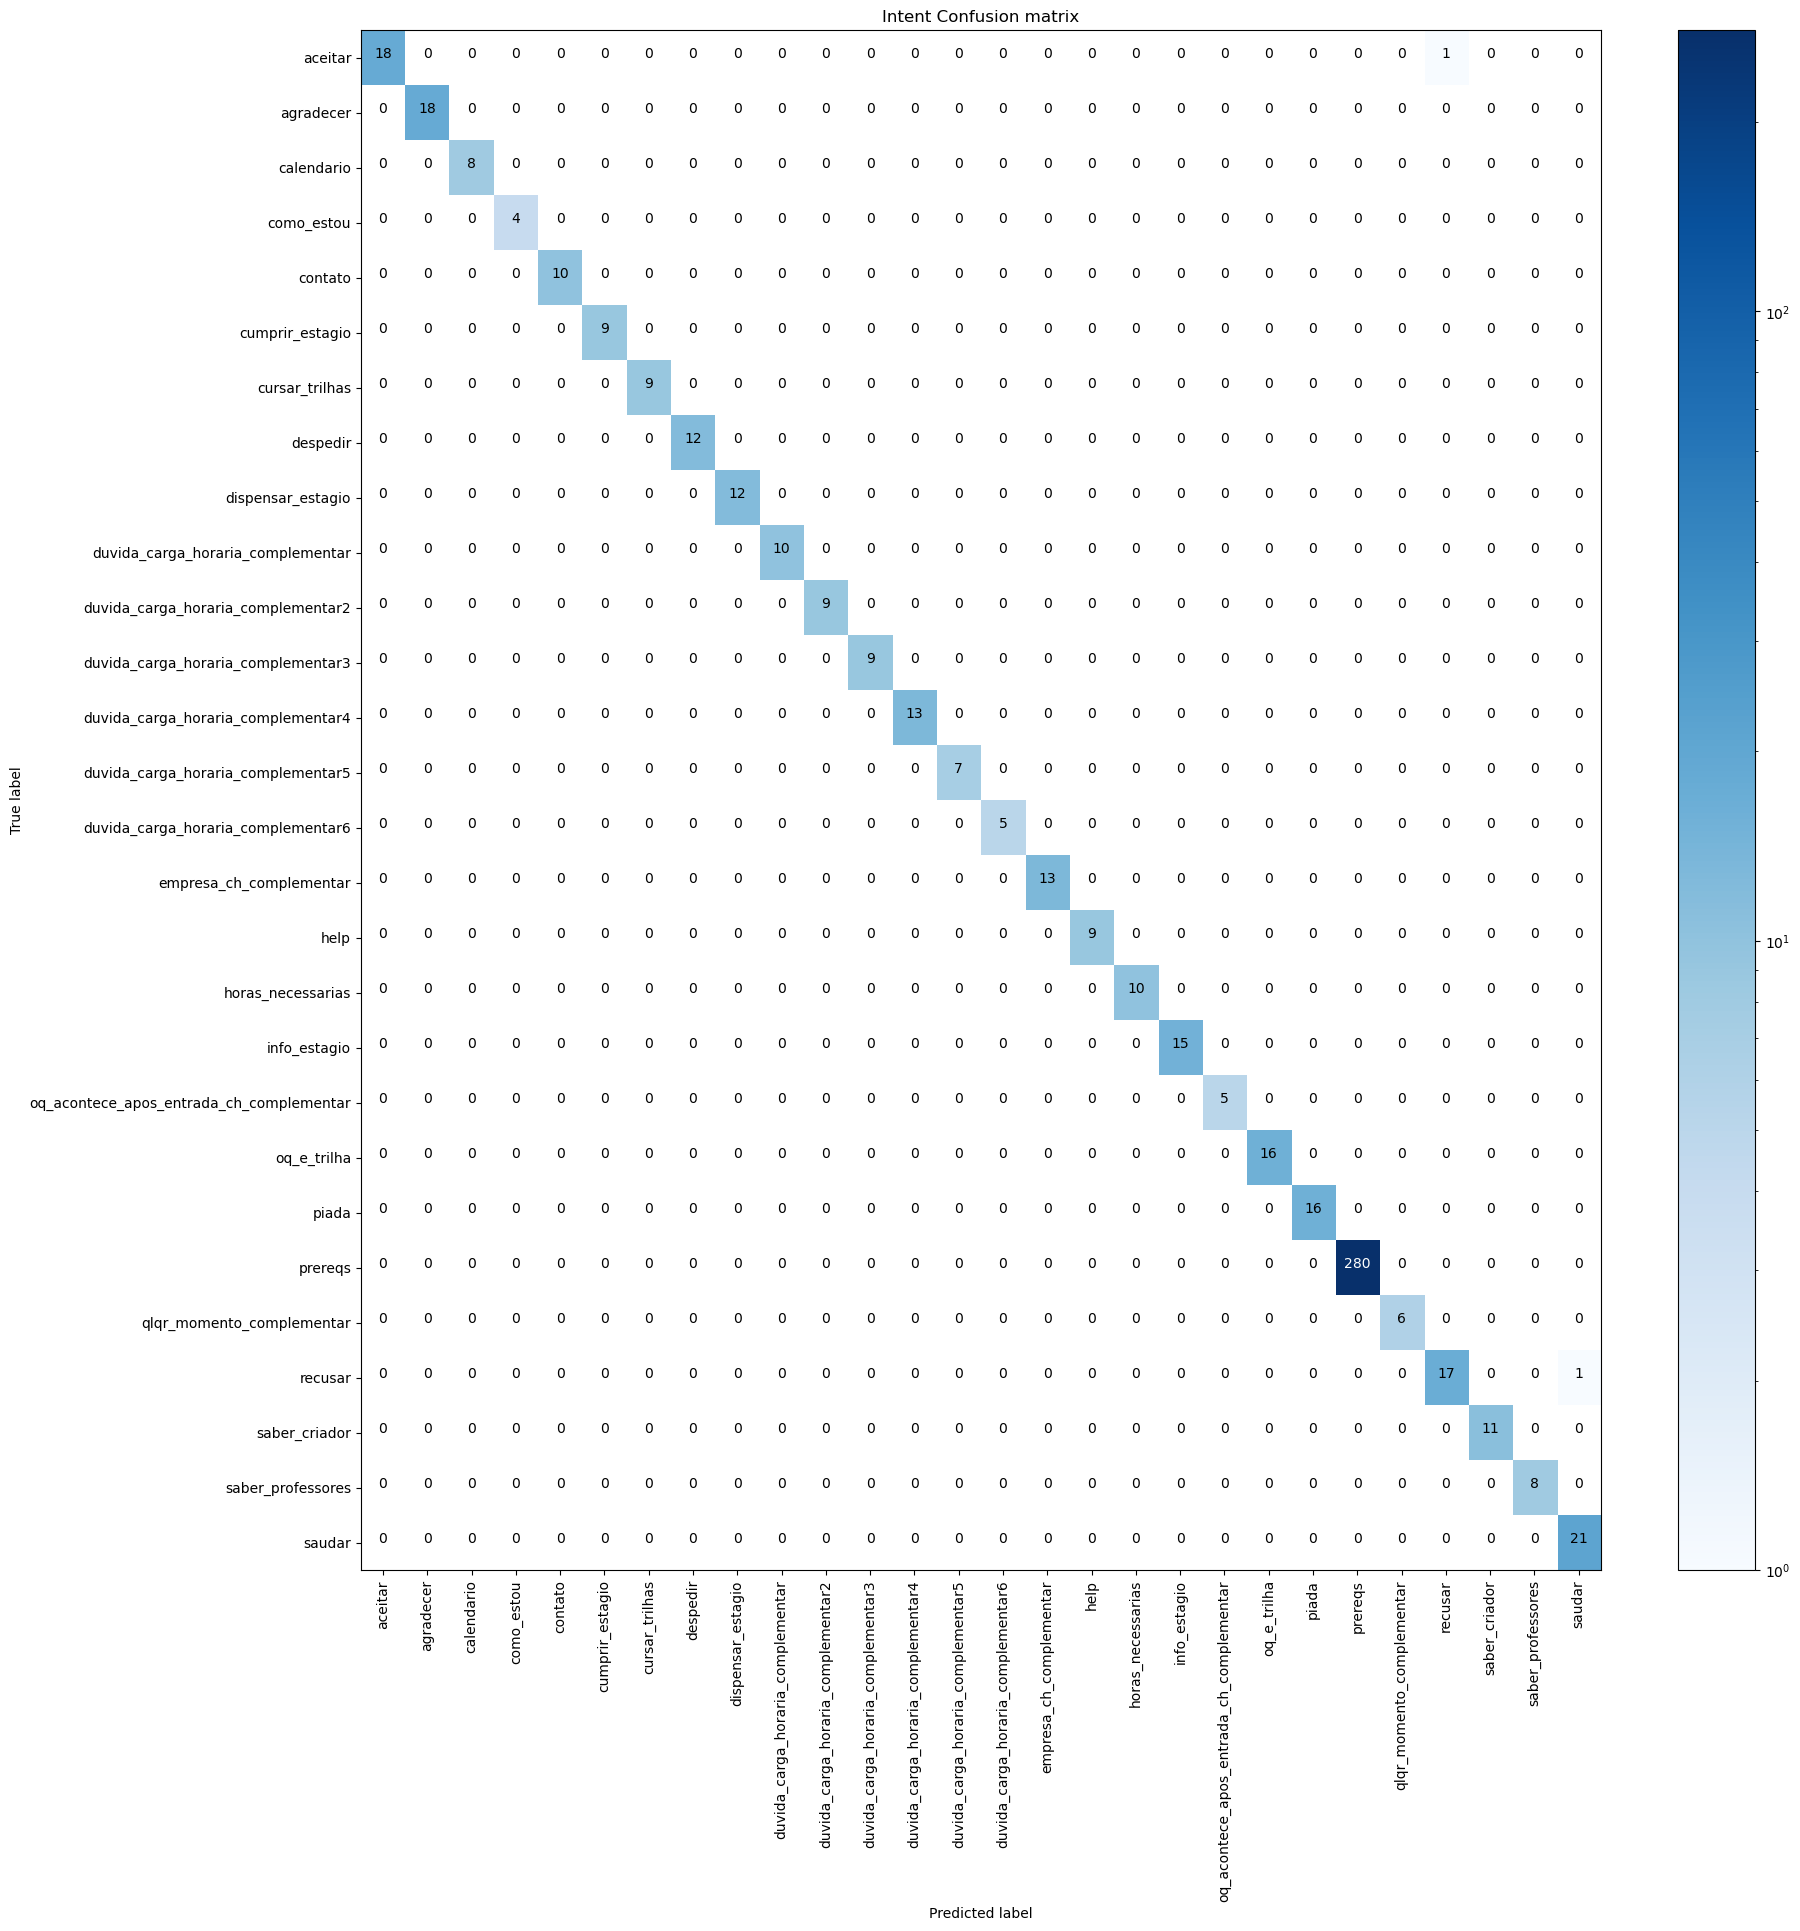 Intent Confusion matrix
True label
aceitar 18 0 0 0 0 0 0 0 0 0 0 0 0 0 0 0 0 0 0 0 0 0 0 0 1 0 0 0
agradecer 0 18 0 0 0 0 0 0 0 0 0 0 0 0 0 0 0 0 0 0 0 0 0 0 0 0 0 0
calendario 0 0 8 0 0 0 0 0 0 0 0 0 0 0 0 0 0 0 0 0 0 0 0 0 0 0 0 0
como_estou 0 0 0 4 0 0 0 0 0 0 0 0 0 0 0 0 0 0 0 0 0 0 0 0 0 0 0 0
contato 0 0 0 0 10 0 0 0 0 0 0 0 0 0 0 0 0 0 0 0 0 0 0 0 0 0 0 0
cumprir_estagio 0 0 0 0 0 9 0 0 0 0 0 0 0 0 0 0 0 0 0 0 0 0 0 0 0 0 0 0
cursar_trilhas 0 0 0 0 0 0 9 0 0 0 0 0 0 0 0 0 0 0 0 0 0 0 0 0 0 0 0 0
despedir 0 0 0 0 0 0 0 12 0 0 0 0 0 0 0 0 0 0 0 0 0 0 0 0 0 0 0 0
dispensar_estagio 0 0 0 0 0 0 0 0 12 0 0 0 0 0 0 0 0 0 0 0 0 0 0 0 0 0 0 0
duvida_carga_horaria_complementar 0 0 0 0 0 0 0 0 0 10 0 0 0 0 0 0 0 0 0 0 0 0 0 0 0 0 0 0
duvida_carga_horaria_complementar2 0 0 0 0 0 0 0 0 0 0 9 0 0 0 0 0 0 0 0 0 0 0 0 0 0 0 0 0
duvida_carga_horaria_complementar3 0 0 0 0 0 0 0 0 0 0 0 9 0 0 0 0 0 0 0 0 0 0 0 0 0 0 0 0
duvida_carga_horaria_complementar4 0 0 0 0 0 0 0 0 0 0 0 0 13 0 0 0 0 0 0 0 0 0 0 0 0 0 0 0
duvida_carga_horaria_complementar5 0 0 0 0 0 0 0 0 0 0 0 0 0 7 0 0 0 0 0 0 0 0 0 0 0 0 0 0
duvida_carga_horaria_complementar6 0 0 0 0 0 0 0 0 0 0 0 0 0 0 5 0 0 0 0 0 0 0 0 0 0 0 0 0
empresa_ch_complementar 0 0 0 0 0 0 0 0 0 0 0 0 0 0 0 13 0 0 0 0 0 0 0 0 0 0 0 0
help 0 0 0 0 0 0 0 0 0 0 0 0 0 0 0 0 9 0 0 0 0 0 0 0 0 0 0 0
horas_necessarias 0 0 0 0 0 0 0 0 0 0 0 0 0 0 0 0 0 10 0 0 0 0 0 0 0 0 0 0
info_estagio 0 0 0 0 0 0 0 0 0 0 0 0 0 0 0 0 0 0 15 0 0 0 0 0 0 0 0 0
oq_acontece_apos_entrada_ch_complementar 0 0 0 0 0 0 0 0 0 0 0 0 0 0 0 0 0 0 0 5 0 0 0 0 0 0 0 0
oq_e_trilha 0 0 0 0 0 0 0 0 0 0 0 0 0 0 0 0 0 0 0 0 16 0 0 0 0 0 0 0
piada 0 0 0 0 0 0 0 0 0 0 0 0 0 0 0 0 0 0 0 0 0 16 0 0 0 0 0 0
prereqs 0 0 0 0 0 0 0 0 0 0 0 0 0 0 0 0 0 0 0 0 0 0 280 0 0 0 0 0
qlqr_momento_complementar 0 0 0 0 0 0 0 0 0 0 0 0 0 0 0 0 0 0 0 0 0 0 0 6 0 0 0 0
recusar 0 0 0 0 0 0 0 0 0 0 0 0 0 0 0 0 0 0 0 0 0 0 0 0 17 0 0 1
saber_criador 0 0 0 0 0 0 0 0 0 0 0 0 0 0 0 0 0 0 0 0 0 0 0 0 0 11 0 0
saber_professores 0 0 0 0 0 0 0 0 0 0 0 0 0 0 0 0 0 0 0 0 0 0 0 0 0 0 8 0
saudar 0 0 0 0 0 0 0 0 0 0 0 0 0 0 0 0 0 0 0 0 0 0 0 0 0 0 0 21
aceitar
agradecer
calendario
como_estou
contato
cumprir_estagio
cursar_trilhas
despedir
dispensar_estagio
duvida_carga_horaria_complementar
duvida_carga_horaria_complementar2
duvida_carga_horaria_complementar3
duvida_carga_horaria_complementar4
duvida_carga_horaria_complementar5
duvida_carga_horaria_complementar6
empresa_ch_complementar
help
horas_necessarias
info_estagio
oq_acontece_apos_entrada_ch_complementar
oq_e_trilha
piada
prereqs
qlqr_momento_complementar
recusar
saber_criador
saber_professores
saudar
Predicted label
10²
10¹
10⁰